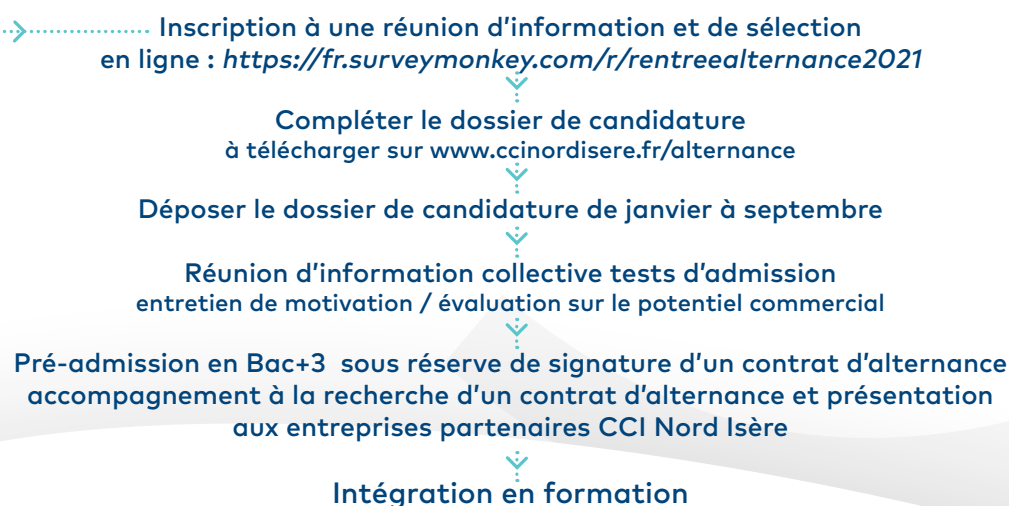 Inscription à une réunion d’information et de sélection
en ligne : https://fr.surveymonkey.com/r/rentreealternance2021
Compléter le dossier de candidature
à télécharger sur www.ccinordisere.fr/alternance
Déposer le dossier de candidature de janvier à septembre
Réunion d’information collective tests d’admission
entretien de motivation / évaluation sur le potentiel commercial
Pré-admission en Bac+3 sous réserve de signature d’un contrat d’alternance
accompagnement à la recherche d’un contrat d’alternance et présentation
aux entreprises partenaires CCI Nord Isère
Intégration en formation